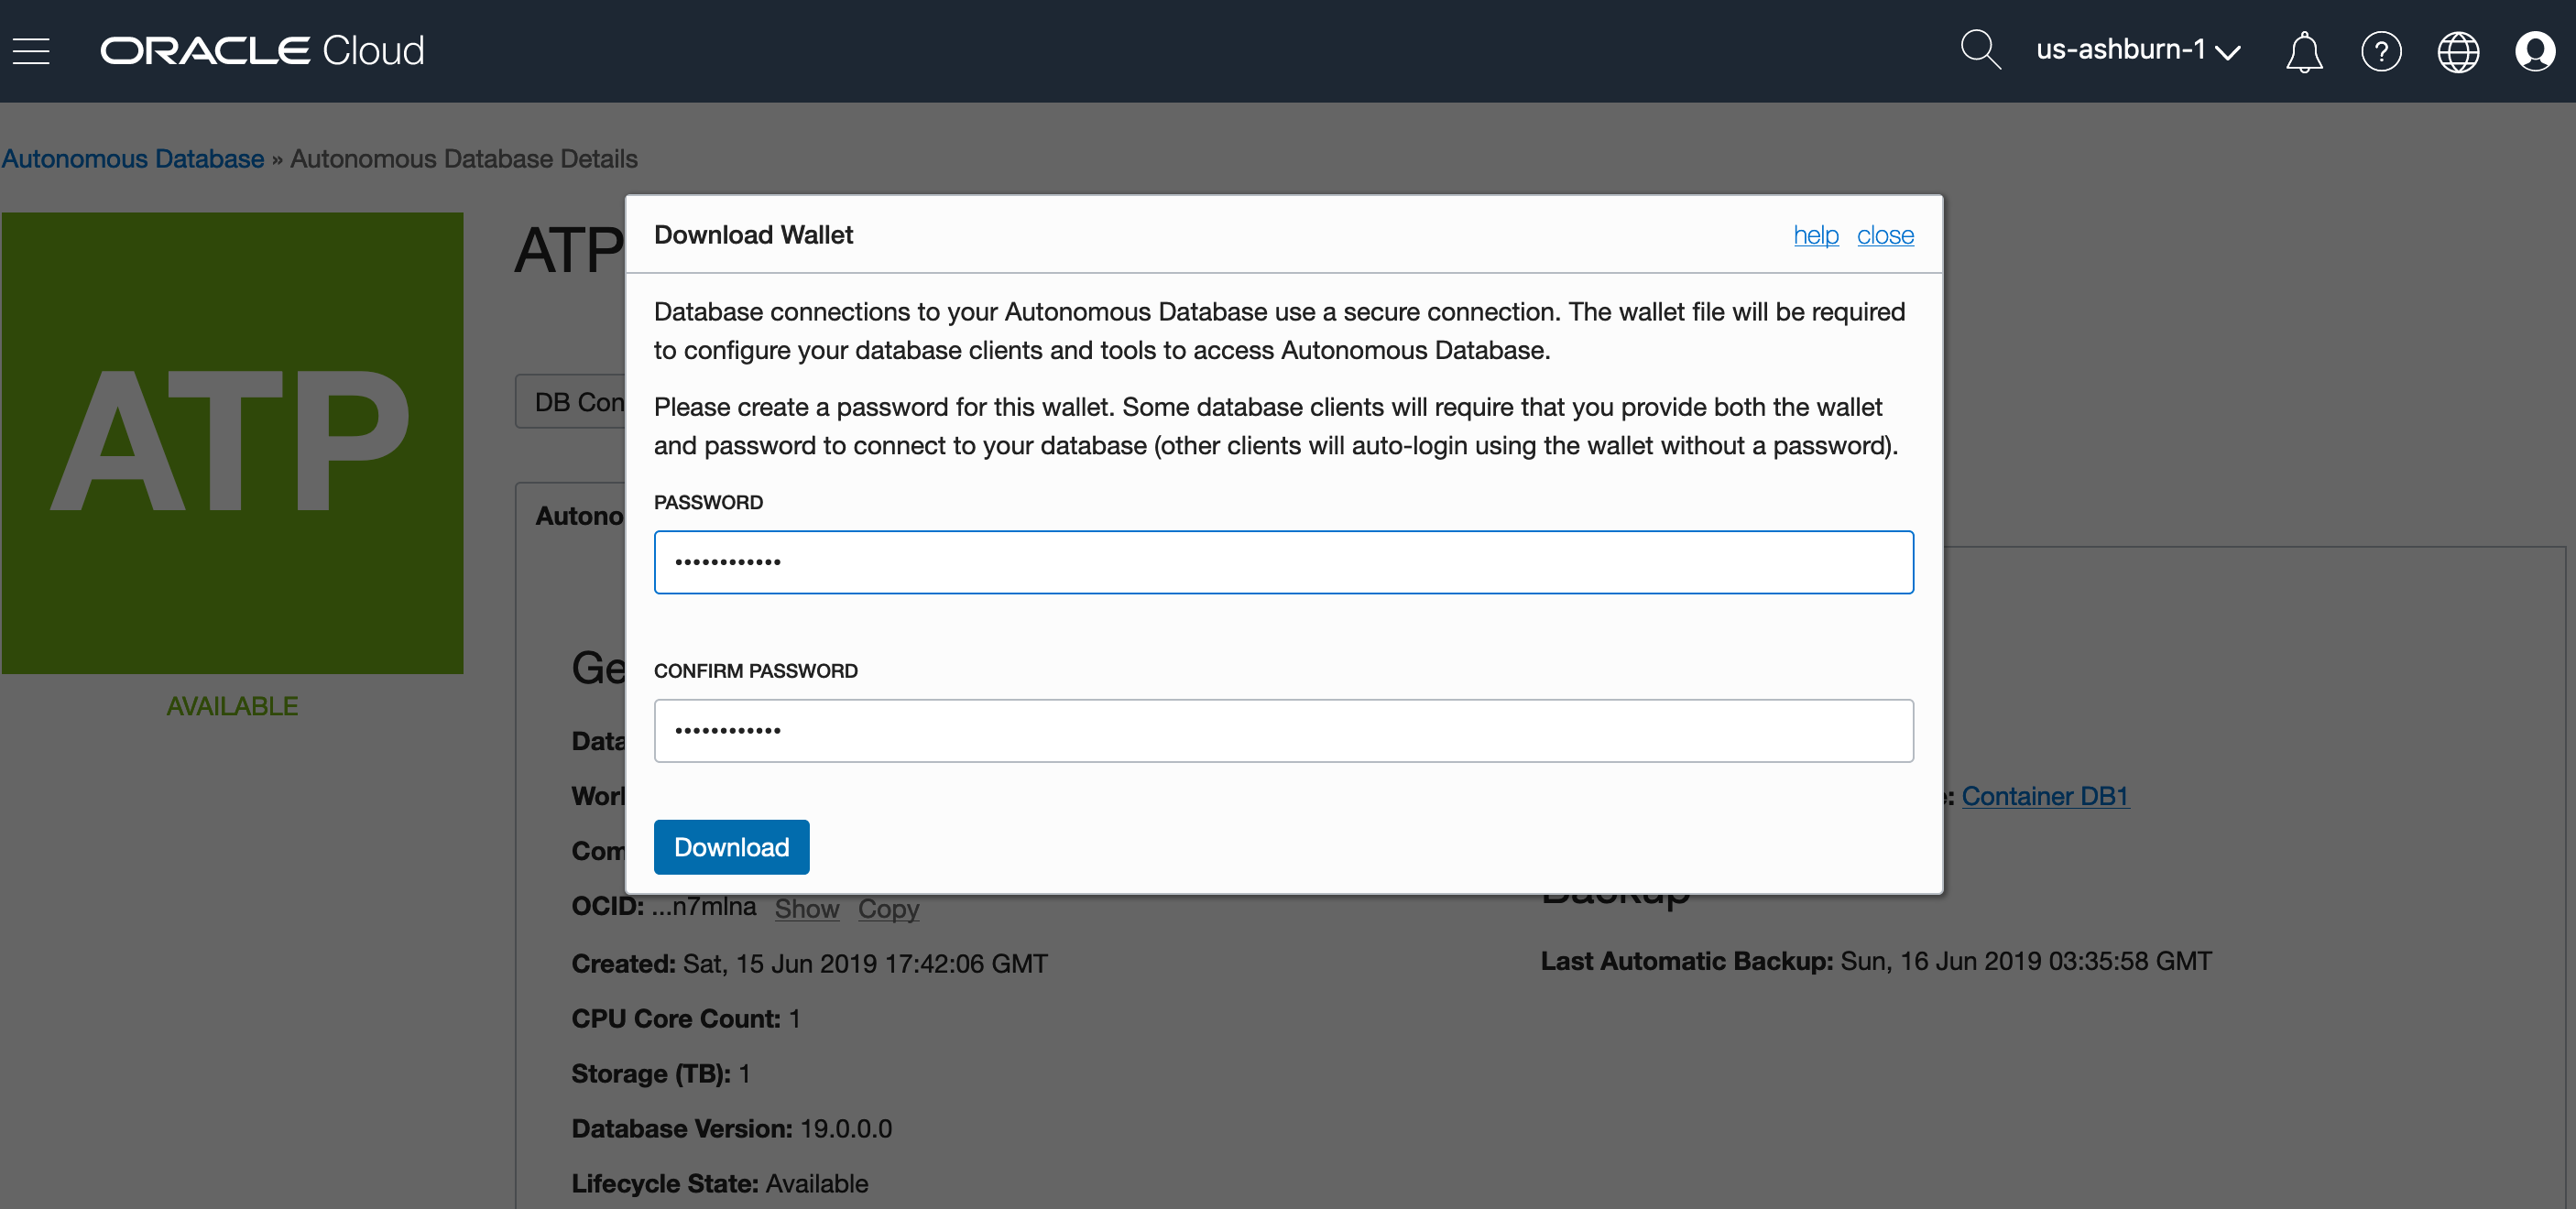 ORACLE Cloud
us-ashburn-1
Autonomous Database » Autonomous Database Details
ATP
AVAILABLE
ATP
DB Con
Autono
Download Wallet
help close
Database connections to your Autonomous Database use a secure connection. The wallet file will be required
to configure your database clients and tools to access Autonomous Database.
Please create a password for this wallet. Some database clients will require that you provide both the wallet
and password to connect to your database (other clients will auto-login using the wallet without a password).
PASSWORD
••••••••••••
CONFIRM PASSWORD
••••••••••••
Download
Ge
Data
Work
Com
OCID: ...n7mlna Show Copy
Created: Sat, 15 Jun 2019 17:42:06 GMT
CPU Core Count: 1
Storage (TB): 1
Database Version: 19.0.0.0
Lifecycle State: Available
: Container DB1
Backup
Last Automatic Backup: Sun, 16 Jun 2019 03:35:58 GMT